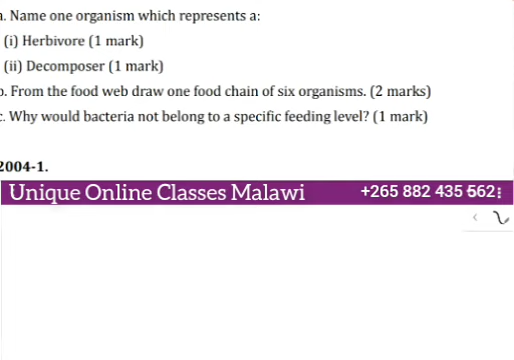 a. Name one organism which represents a:
(i) Herbivore (1 mark)
(ii) Decomposer (1 mark)
b. From the food web draw one food chain of six organisms. (2 marks)
c. Why would bacteria not belong to a specific feeding level? (1 mark)
2004-1.
Unique Online Classes Malawi +265 882 435 662